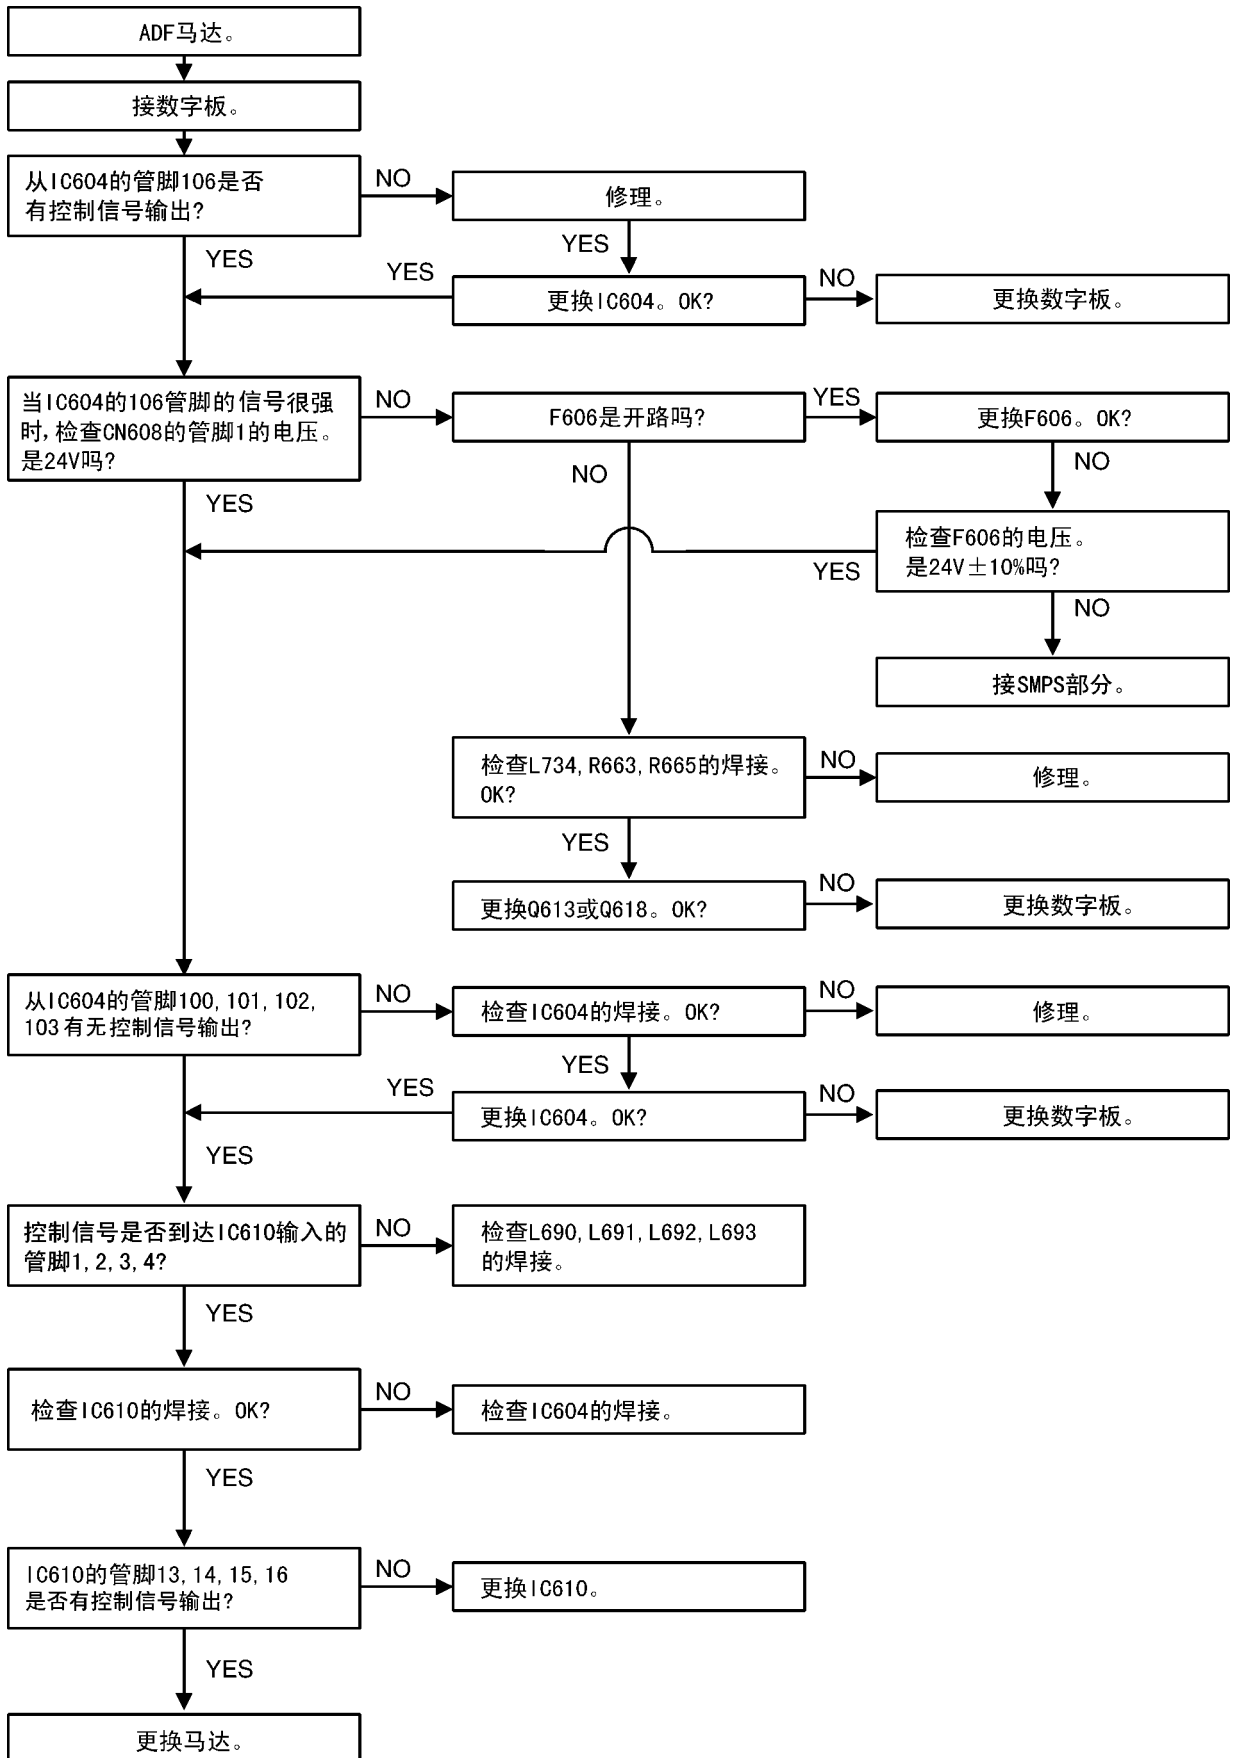 ADF马达。
接数字板。
从IC604的管脚106是否
有控制信号输出?
NO
修理。
YES
YES
YES
更换IC604。OK?
NO
更换数字板。
当IC604的106管脚的信号很强
时,检查CN608的管脚1的电压。
是24V吗?
NO
F606是开路吗?
YES
更换F606。OK?
YES
NO
NO
检查F606的电压。
是24V±10%吗?
YES
NO
接SMPS部分。
检查L734,R663,R665的焊接。
OK?
NO
修理。
YES
更换Q613或Q618。OK?
NO
更换数字板。
从IC604的管脚100,101,102,
103有无控制信号输出?
NO
检查IC604的焊接。OK?
NO
修理。
YES
YES
更换IC604。OK?
NO
更换数字板。
YES
控制信号是否到达IC610输入的
管脚1,2,3,4?
NO
检查L690,L691,L692,L693
的焊接。
YES
检查IC610的焊接。OK?
NO
检查IC604的焊接。
YES
IC610的管脚13,14,15,16
是否有控制信号输出?
NO
更换IC610。
YES
更换马达。